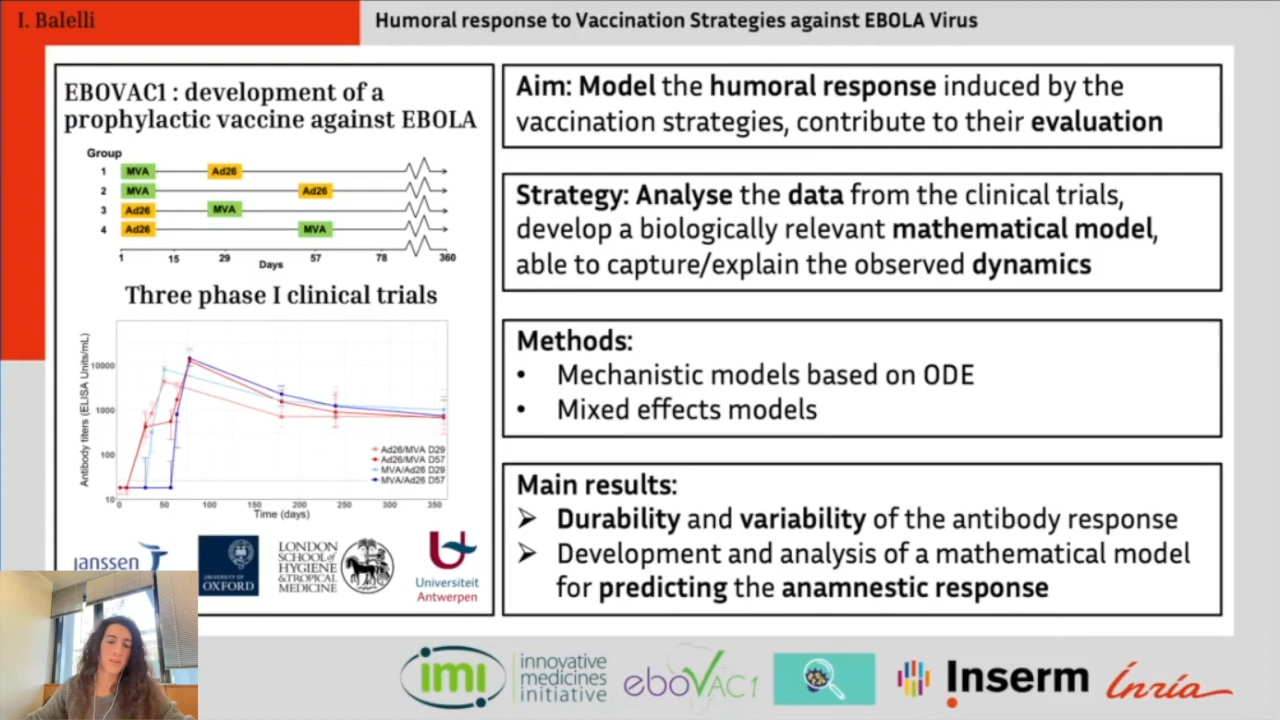 I. Balelli
Humoral response to Vaccination Strategies against EBOLA Virus
EBOVAC1 : development of a
prophylactic vaccine against EBOLA
Group
1 MVA Ad26
2 MVA Ad26
3 Ad26 MVA
4 Ad26 MVA
1 15 29 57 78 360
Days
Three phase I clinical trials
Antibody titers (ELISA Units/mL)
10000
1000
100
10
Ad26/MVA D29
Ad26/MVA D57
MVA/Ad26 D29
MVA/Ad26 D57
0 50 100 150 200 250 300 350
Time (days)
janssen
UNIVERSITY OF
OXFORD
LONDON
SCHOOL of
HYGIENE
&TROPICAL
MEDICINE
Universiteit
Antwerpen
Aim: Model the humoral response induced by the
vaccination strategies, contribute to their evaluation
Strategy: Analyse the data from the clinical trials,
develop a biologically relevant mathematical model,
able to capture/explain the observed dynamics
Methods:
• Mechanistic models based on ODE
• Mixed effects models
Main results:
➢ Durability and variability of the antibody response
➢ Development and analysis of a mathematical model
for predicting the anamnestic response
imi
innovative
medicines
initiative
ebovAC1
Inserm
Inria